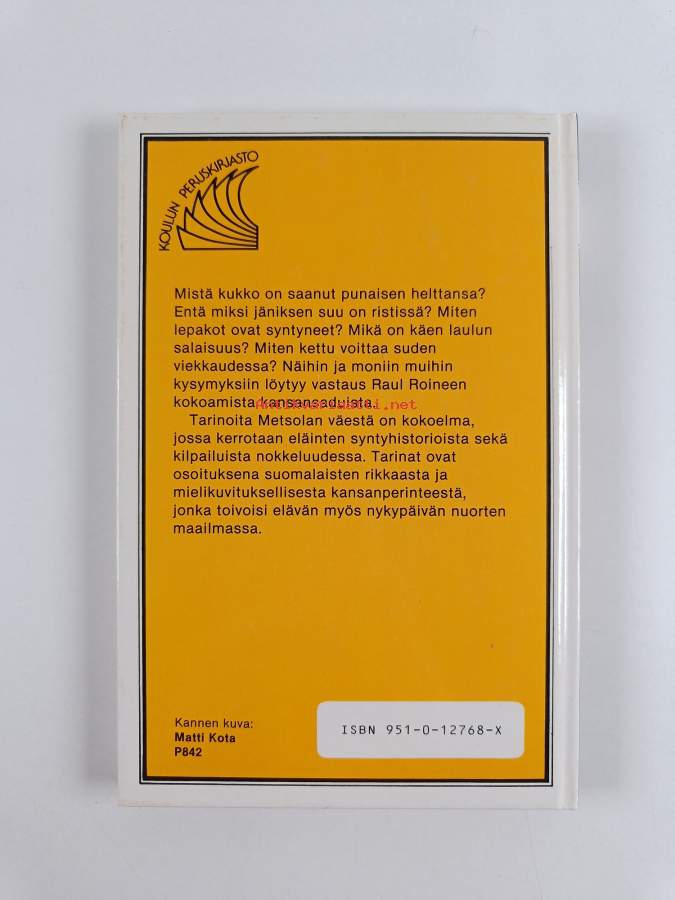 KOULUN PERUSKIRJASTO
Mistä kukko on saanut punaisen helttansa?
Entä miksi jäniksen suu on ristissä? Miten
lepakot ovat syntyneet? Mikä on käen laulun
salaisuus? Miten kettu voittaa suden
viekkaudessa? Näihin ja moniin muihin
kysymyksiin löytyy vastaus Raul Roineen
kokoamista kansansaduista.
Antikvariaatti.net
Tarinoita Metsolan väestä on kokoelma,
jossa kerrotaan eläinten syntyhistorioista sekä
kilpailuista nokkeluudessa. Tarinat ovat
osoituksena suomalaisten rikkaasta ja
mielikuvituksellisesta kansanperinteestä,
jonka toivoisi elävän myös nykypäivän nuorten
maailmassa.
Kannen kuva:
Matti Kota
P842
ISBN 951-0-12768-X